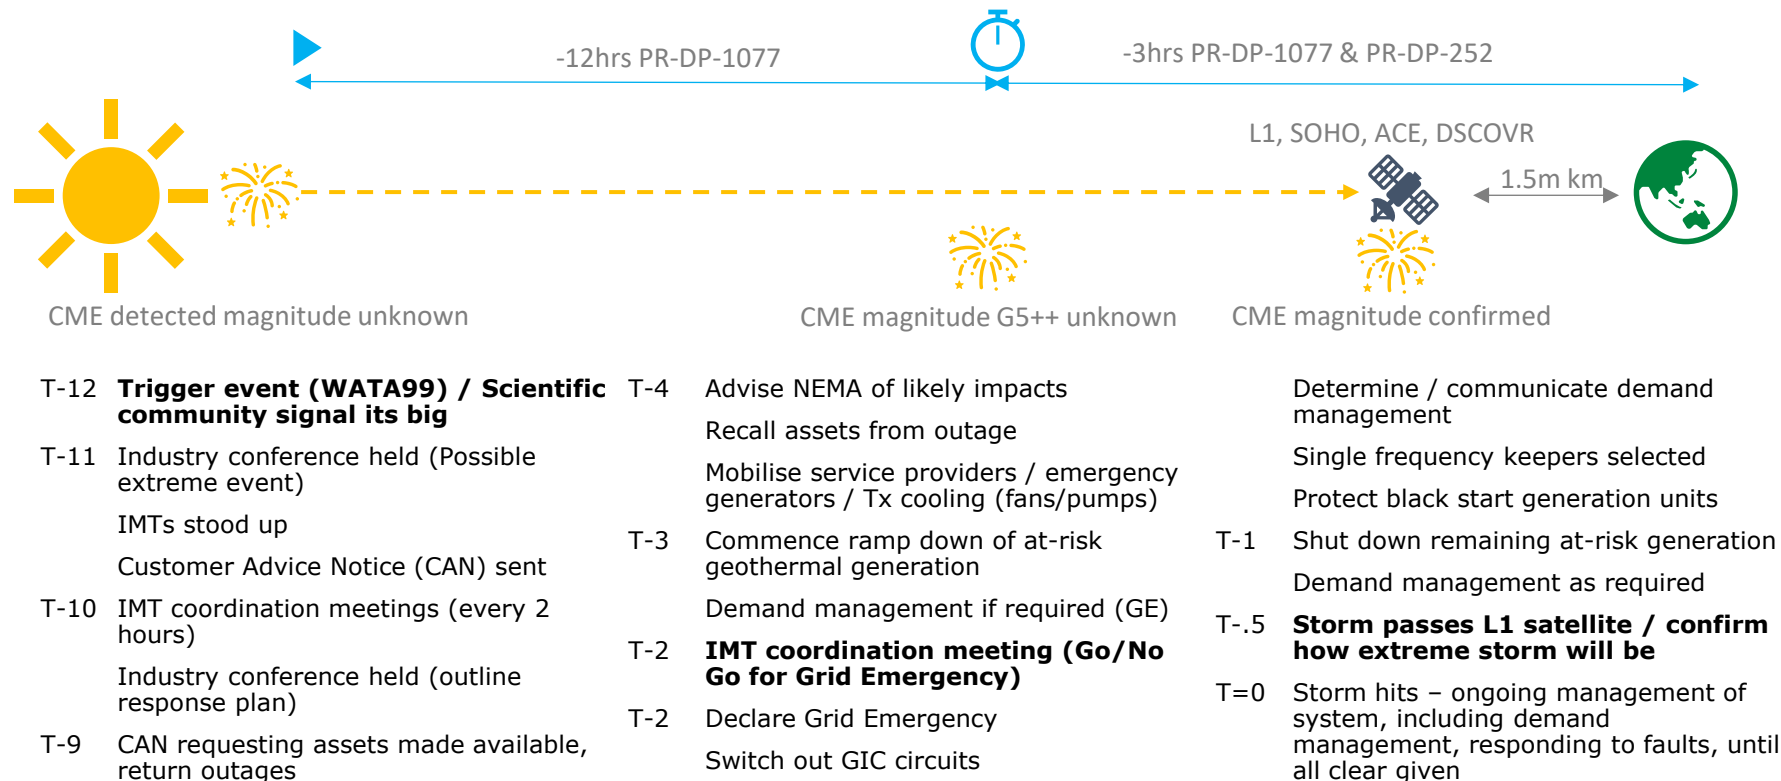 -12hrs PR-DP-1077
-3hrs PR-DP-1077 & PR-DP-252
L1, SOHO, ACE, DSCOVR
1.5m km
CME detected magnitude unknown
CME magnitude G5++ unknown
CME magnitude confirmed
T-12 Trigger event (WATA99) / Scientific
community signal its big
T-11 Industry conference held (Possible
extreme event)
IMTs stood up
Customer Advice Notice (CAN) sent
T-10 IMT coordination meetings (every 2
hours)
Industry conference held (outline
response plan)
T-9 CAN requesting assets made available,
return outages
T-4 Advise NEMA of likely impacts
Recall assets from outage
Mobilise service providers / emergency
generators / Tx cooling (fans/pumps)
T-3 Commence ramp down of at-risk
geothermal generation
Demand management if required (GE)
T-2 IMT coordination meeting (Go/No
Go for Grid Emergency)
T-2 Declare Grid Emergency
Switch out GIC circuits
Determine / communicate demand
management
Single frequency keepers selected
Protect black start generation units
T-1 Shut down remaining at-risk generation
Demand management as required
T-.5 Storm passes L1 satellite / confirm
how extreme storm will be
T=0 Storm hits – ongoing management of
system, including demand
management, responding to faults, until
all clear given